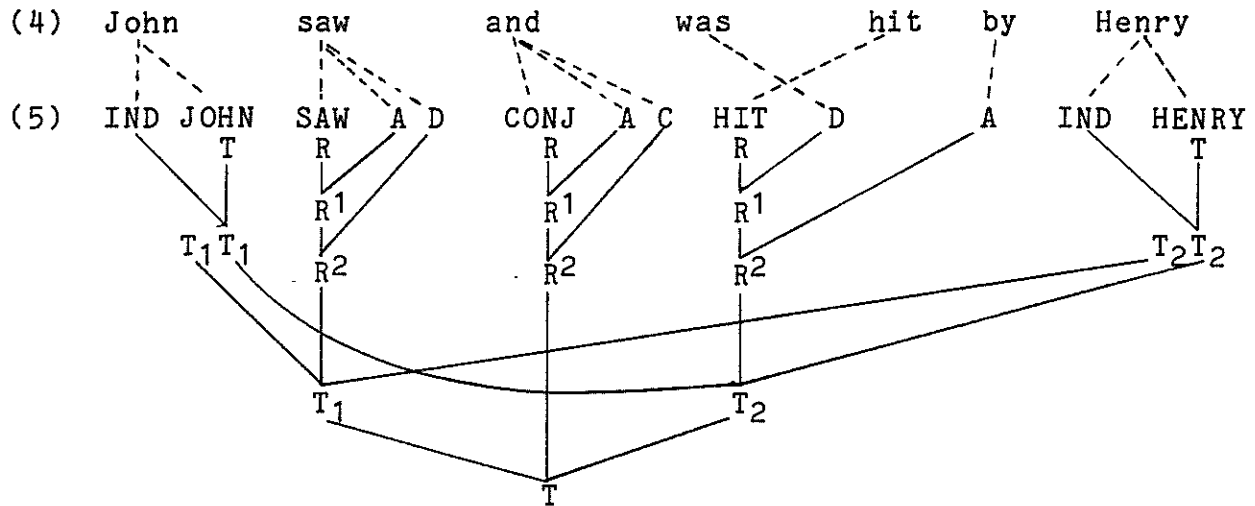 (4) John saw and was hit by Henry
(5) IND JOHN SAW A D CONJ A C HIT D A IND HENRY
T R R R T
R1 R1 R1
T1 T1 R2 R2 R2 T2 T2
T1 T2
T